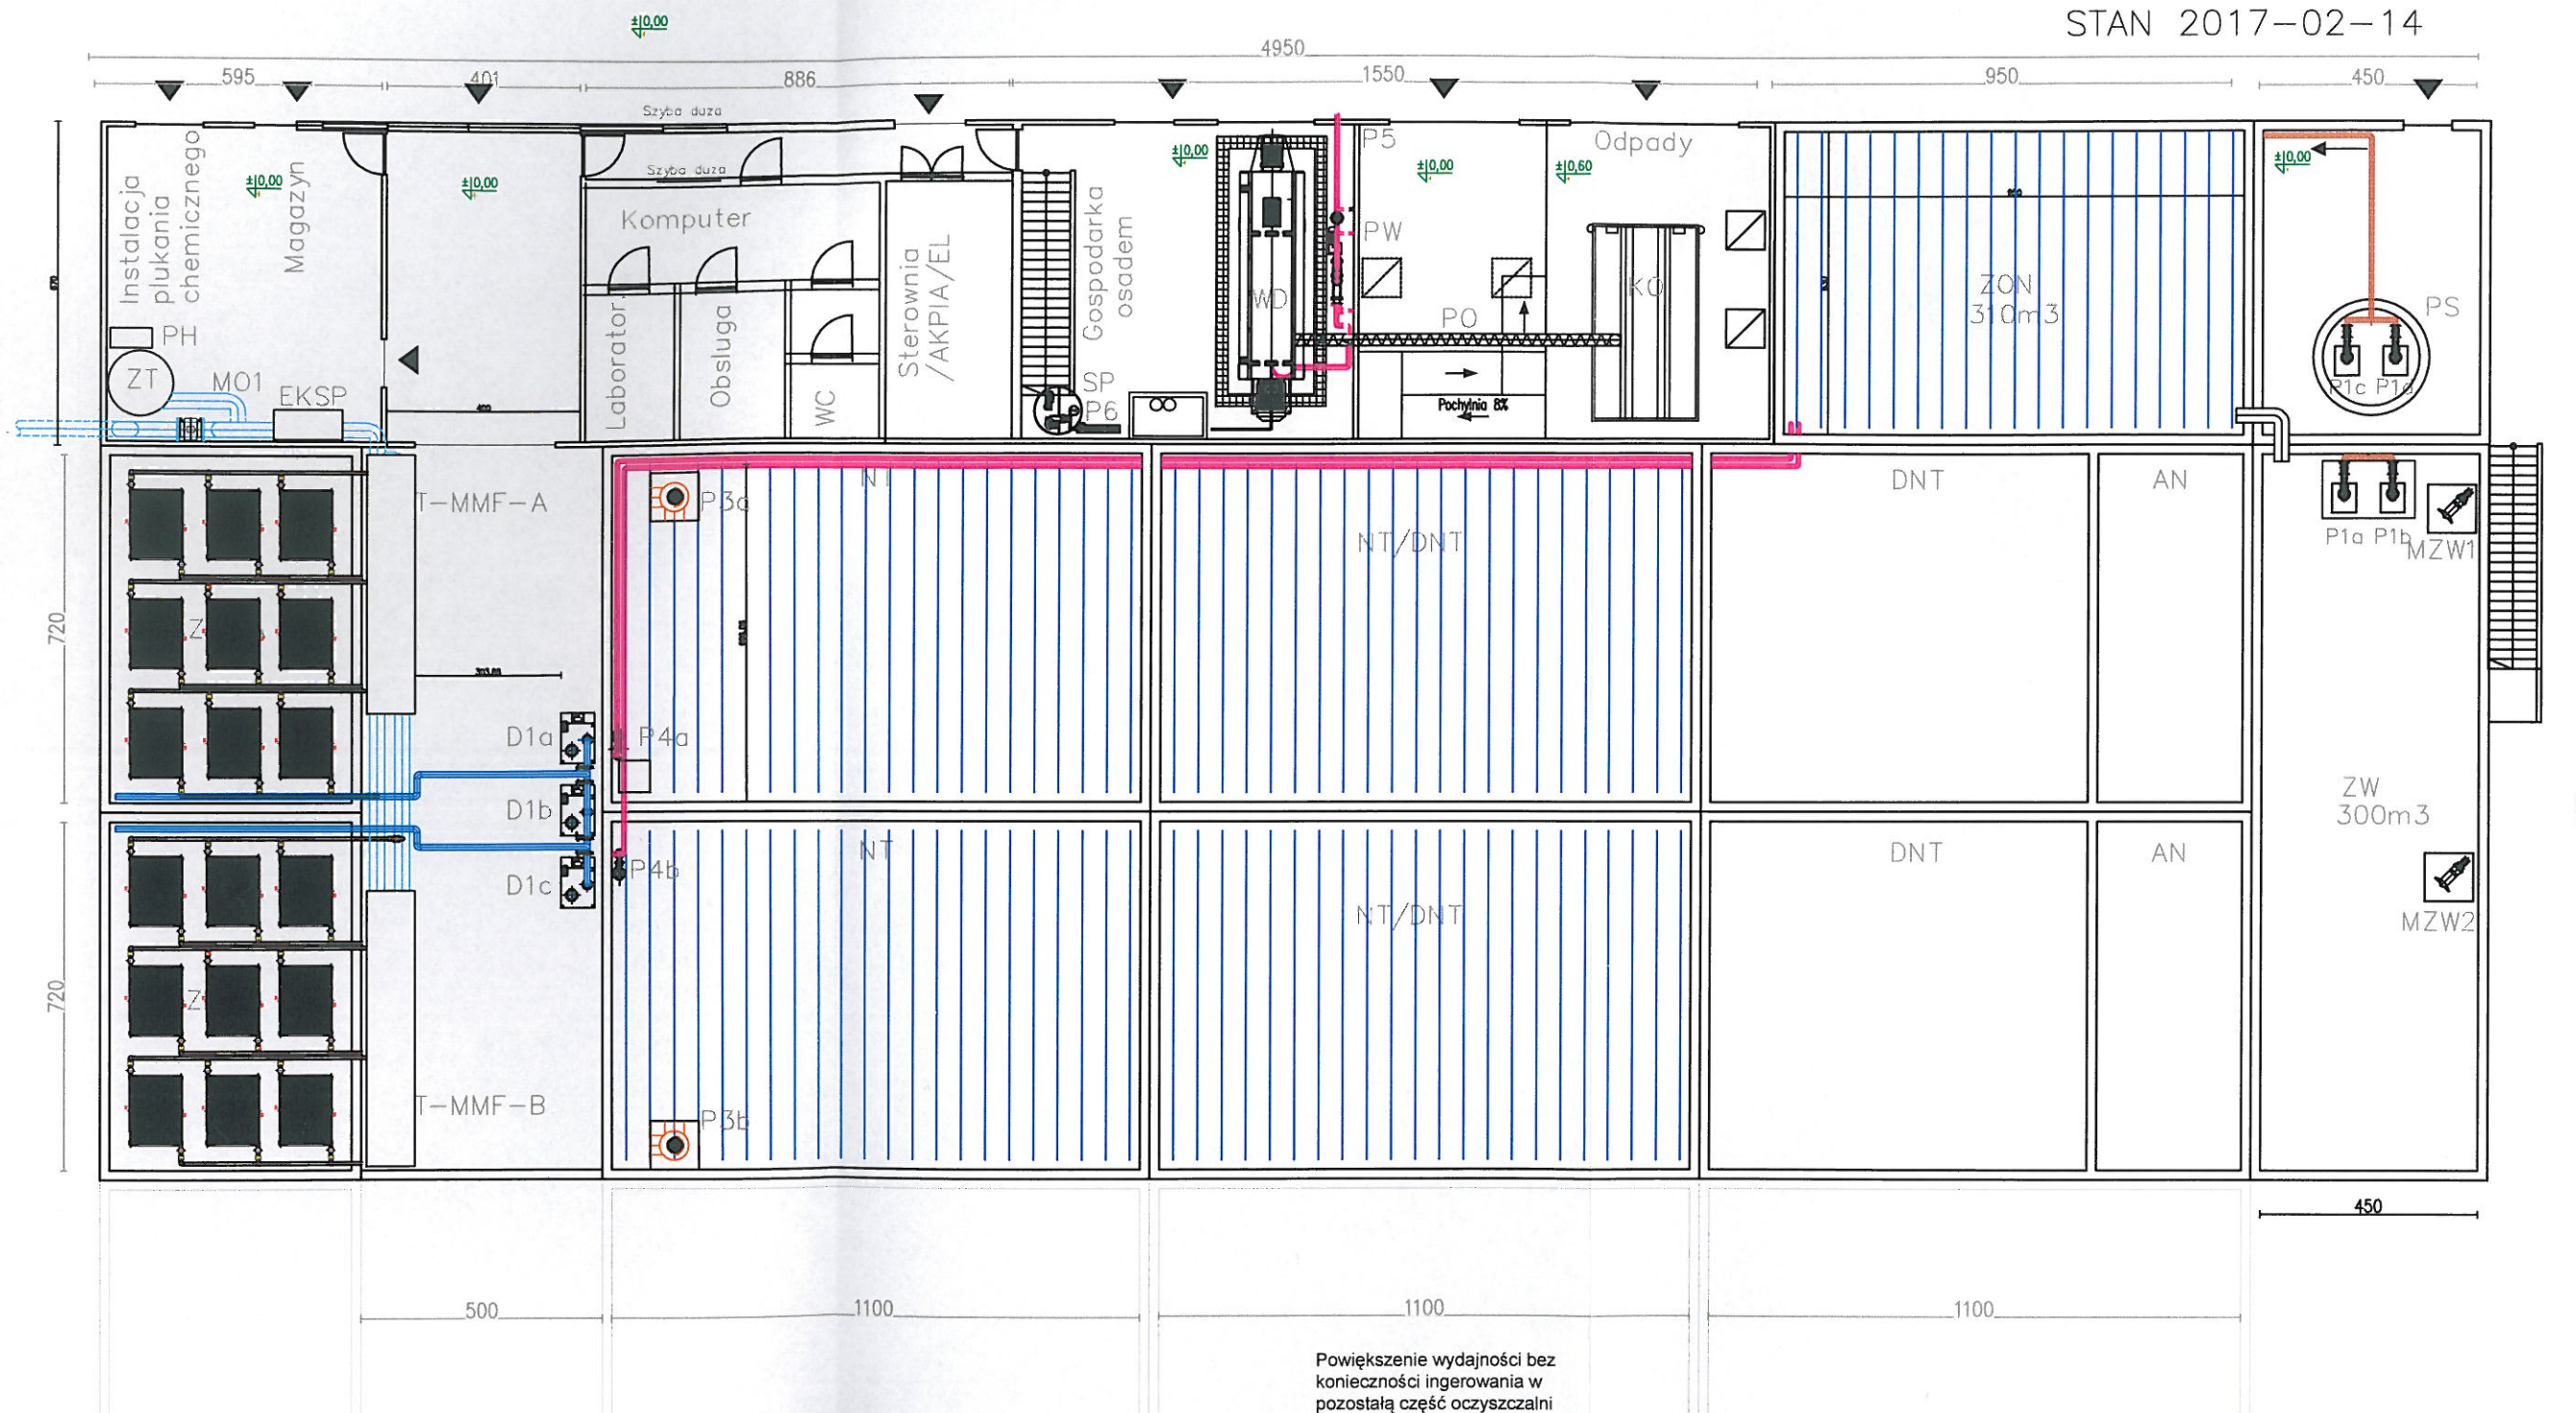 STAN 2017-02-14
±0,00
4950
595
401
886
1550
950
450
Szyba duza
Szyba duza
Instalacja
plukania
chemicznego
Magazyn
±0,00
±0,00
Komputer
Laborator.
Obsluga
WC
Sterownia
/AKPIA/EL
Gospodarka
osadem
±0,00
WD
P5
PW
±0,00
±0,60
Odpady
KO
PO
Pochylnia 8%
ZON
310m3
±0,00
PS
P1c
PH
ZT
MO1
EKSP
SP
P6
T-MMF-A
NT
P3a
NT/DNT
DNT
AN
P1a P1b
MZW1
720
D1a
P4a
D1b
D1c
P4b
NT
NT/DNT
DNT
AN
ZW
300m3
MZW2
720
T-MMF-B
P3b
450
500
1100
1100
1100
Powiększenie wydajności bez
konieczności ingerowania w
pozostałą część oczyszczalni